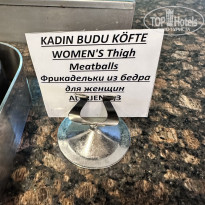 KADIN BUDU KÖFTE
WOMEN'S Thigh
Meatballs
Фрикадельки из бедра
для женщин